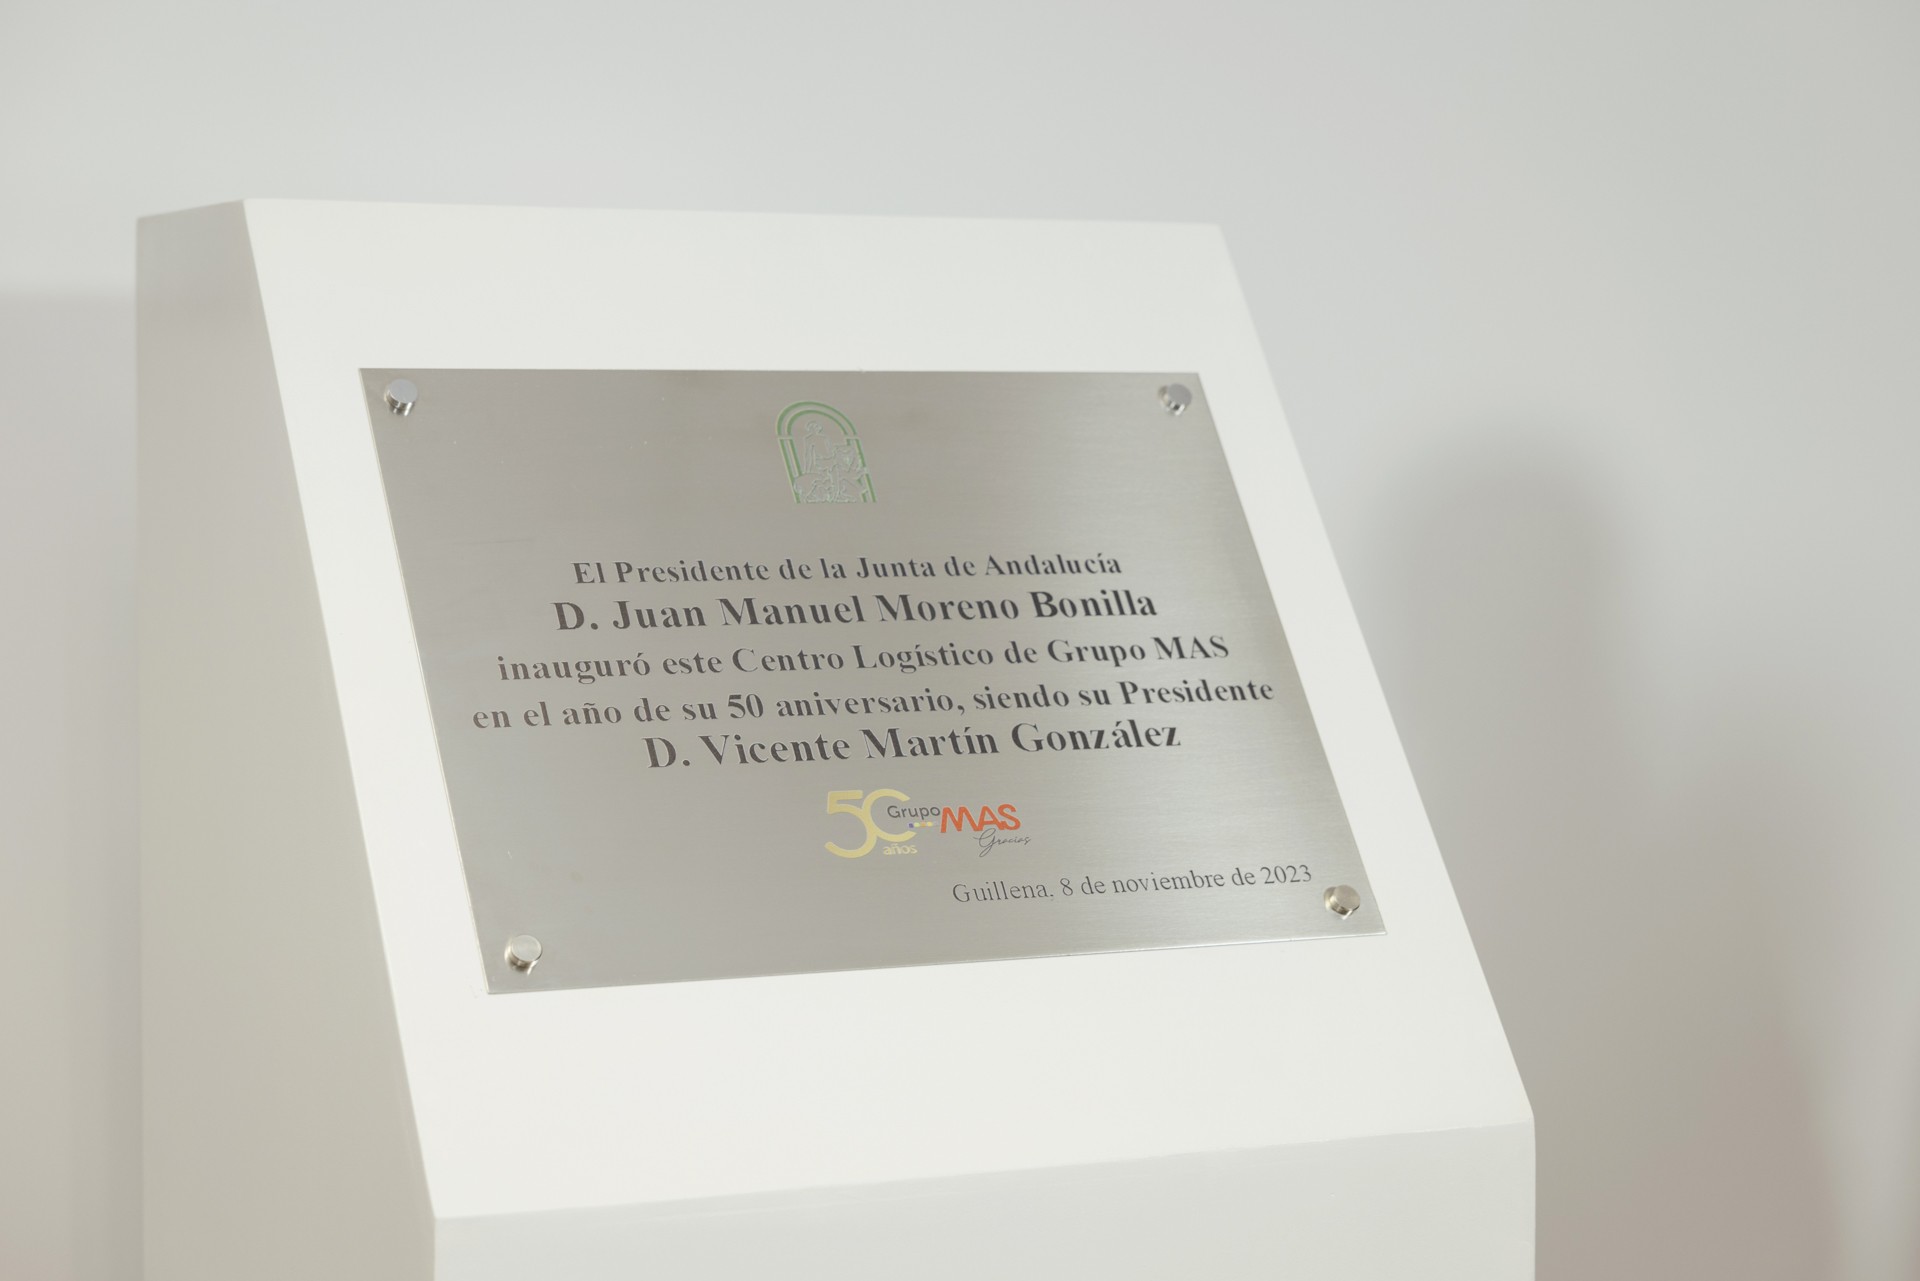 El Presidente de la Junta de Andalucía
D. Juan Manuel Moreno Bonilla
inauguró este Centro Logístico de Grupo MAS
en el año de su 50 aniversario, siendo su Presidente
D. Vicente Martín González
50 años Grupo MAS
Gracias
Guillena, 8 de noviembre de 2023